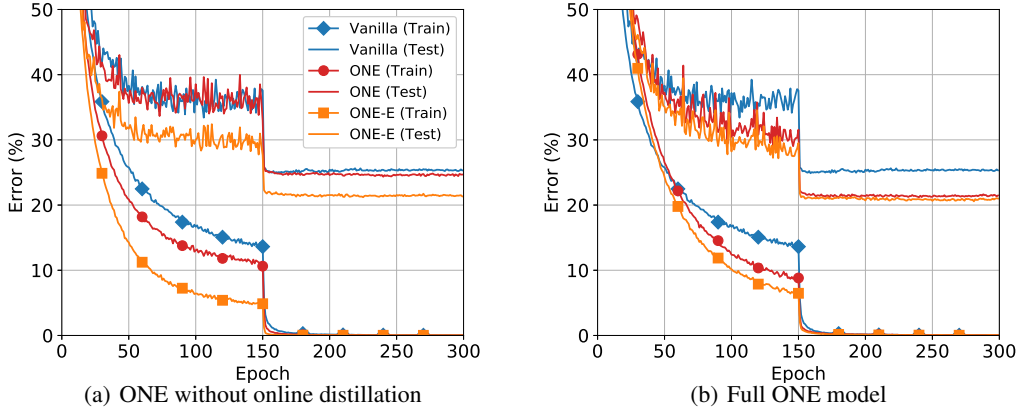 50
40
30
20
10
0
Error (%)
0 50 100 150 200 250 300
Epoch
Vanilla (Train)
Vanilla (Test)
ONE (Train)
ONE (Test)
ONE-E (Train)
ONE-E (Test)
(a) ONE without online distillation
50
40
30
20
10
0
Error (%)
0 50 100 150 200 250 300
Epoch
(b) Full ONE model